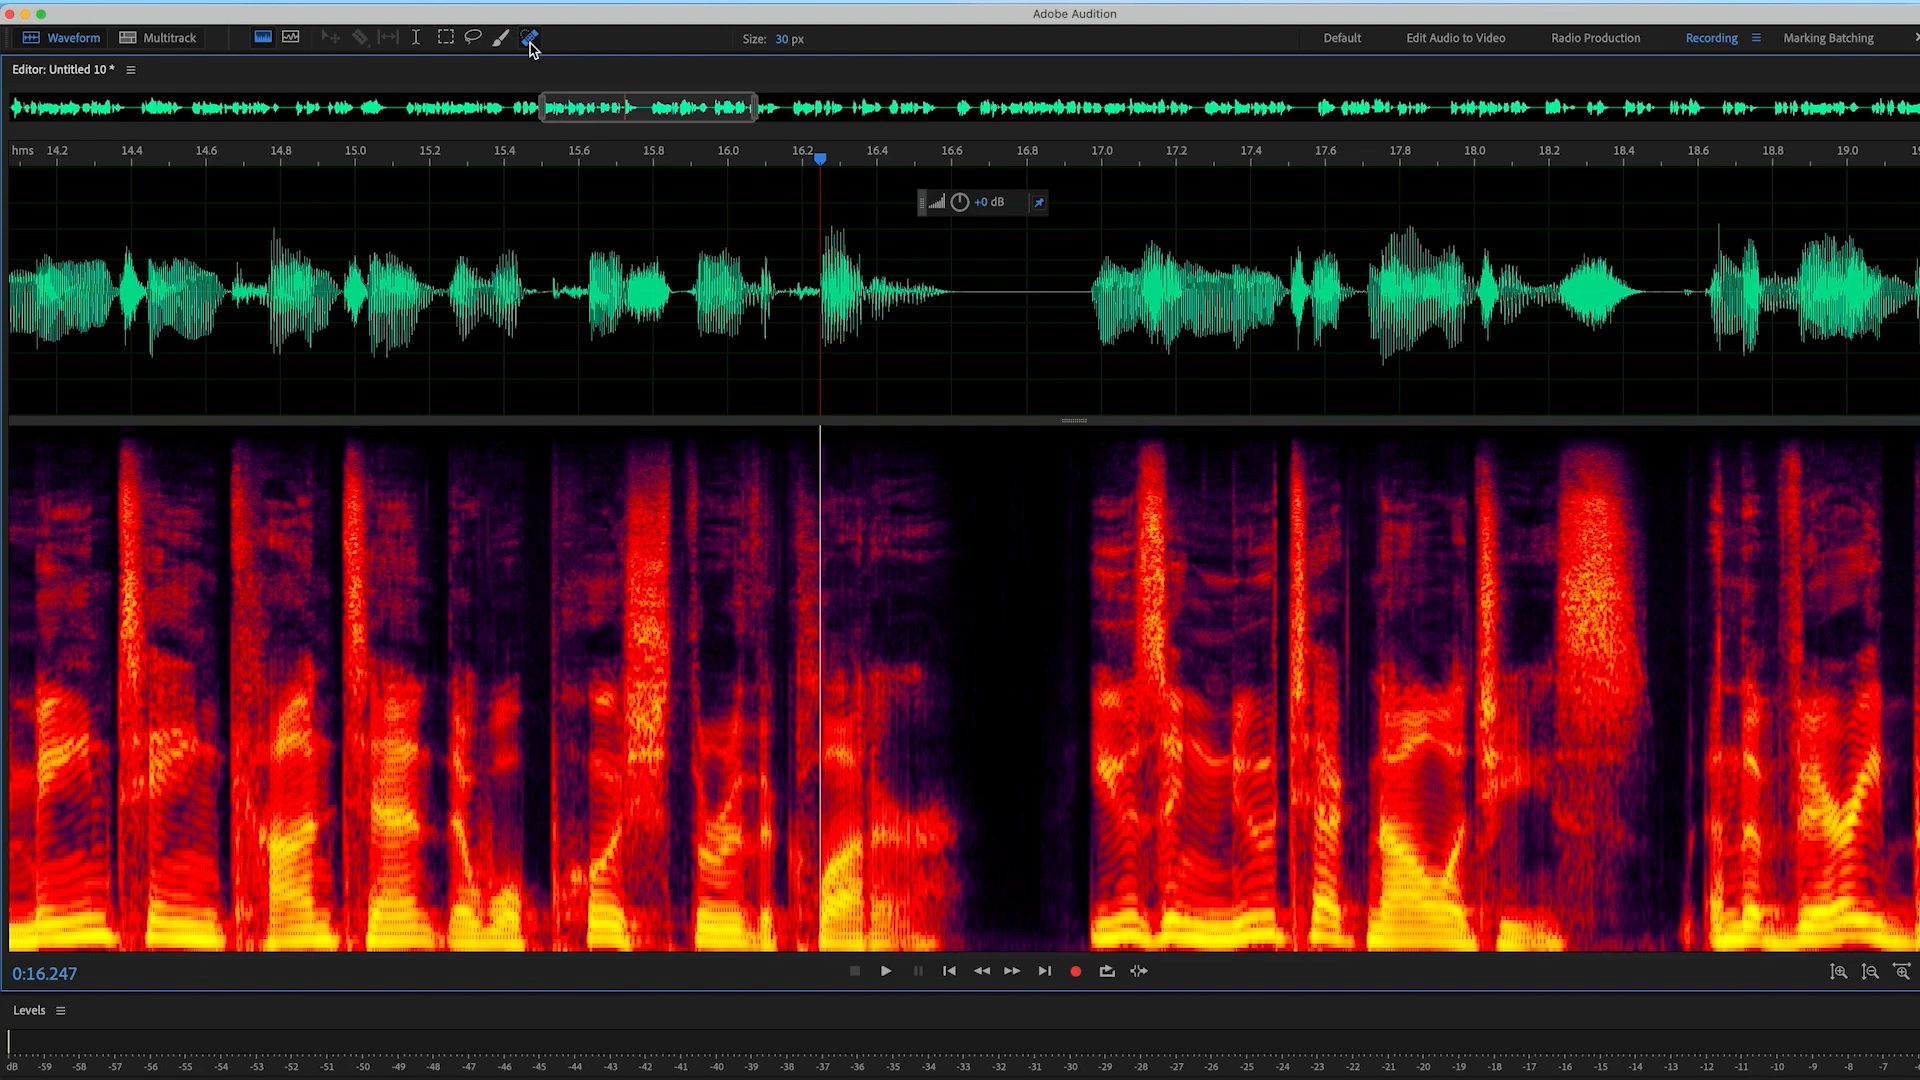 Adobe Audition
Waveform Multitrack Size: 30 px Default Edit Audio to Video Radio Production Recording Marking Batching
Editor: Untitled 10 *
hms 14.2 14.4 14.6 14.8 15.0 15.2 15.4 15.6 15.8 16.0 16.2 16.4 16.6 16.8 17.0 17.2 17.4 17.6 17.8 18.0 18.2 18.4 18.6 18.8 19.0
+0 dB
0:16.247
Levels
dB -59 -58 -57 -56 -55 -54 -53 -52 -51 -50 -49 -48 -47 -46 -45 -44 -43 -42 -41 -40 -39 -38 -37 -36 -35 -34 -33 -32 -31 -30 -29 -28 -27 -26 -25 -24 -23 -22 -21 -20 -19 -18 -17 -16 -15 -14 -13 -12 -11 -10 -9 -8 -7